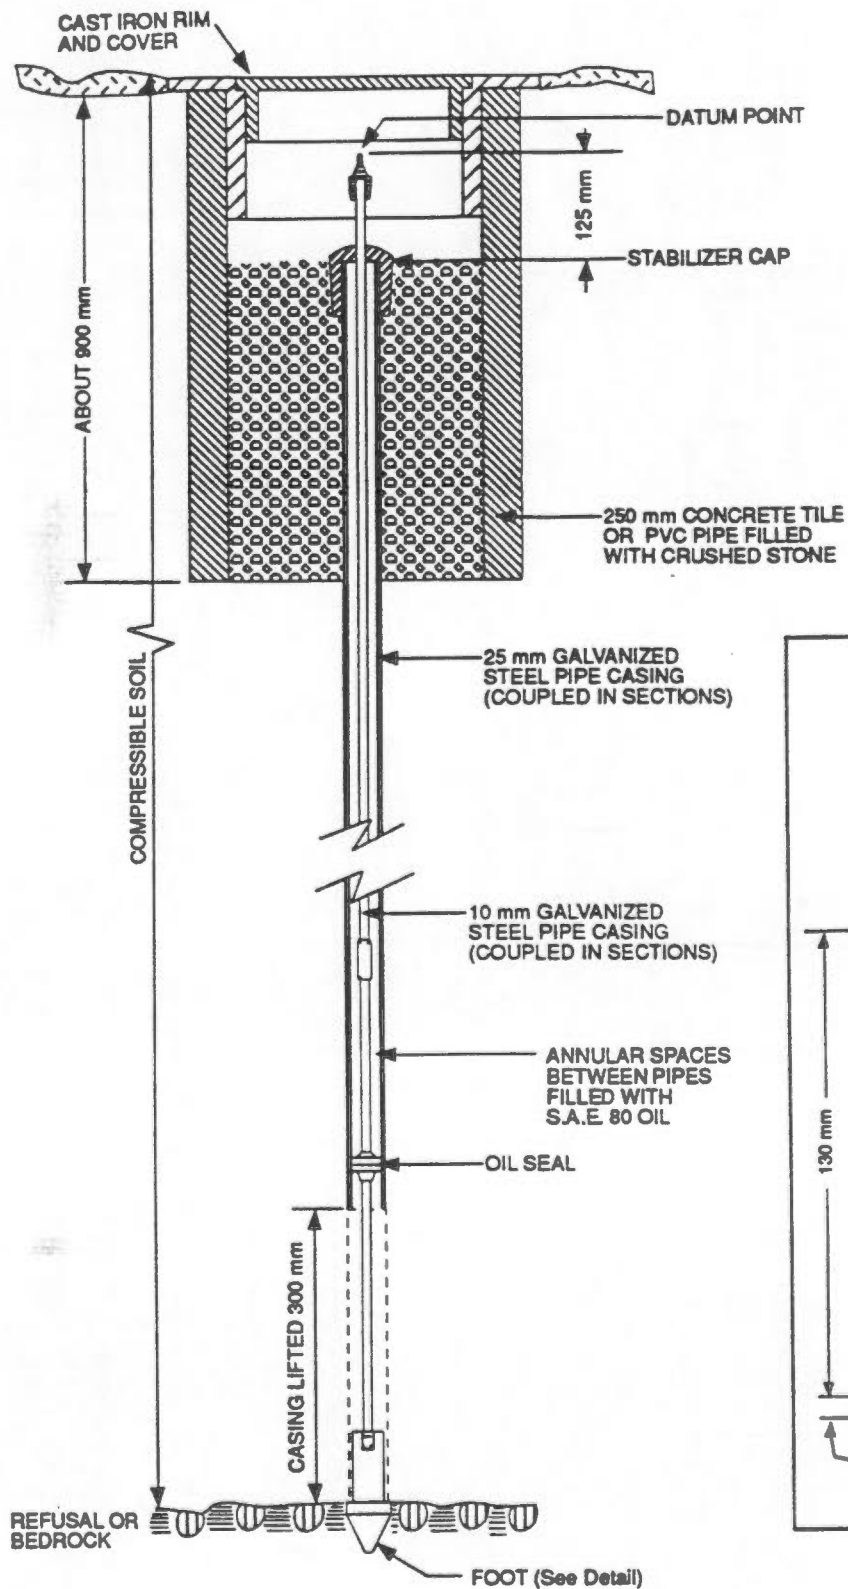 CAST IRON RIM
AND COVER
DATUM POINT
125 mm
STABILIZER CAP
ABOUT 900 mm
250 mm CONCRETE TILE
OR PVC PIPE FILLED
WITH CRUSHED STONE
25 mm GALVANIZED
STEEL PIPE CASING
(COUPLED IN SECTIONS)
COMPRESSIBLE SOIL
10 mm GALVANIZED
STEEL PIPE CASING
(COUPLED IN SECTIONS)
ANNULAR SPACES
BETWEEN PIPES
FILLED WITH
S.A.E. 80 OIL
130 mm
OIL SEAL
CASING LIFTED 300 mm
REFUSAL OR
BEDROCK
FOOT (See Detail)